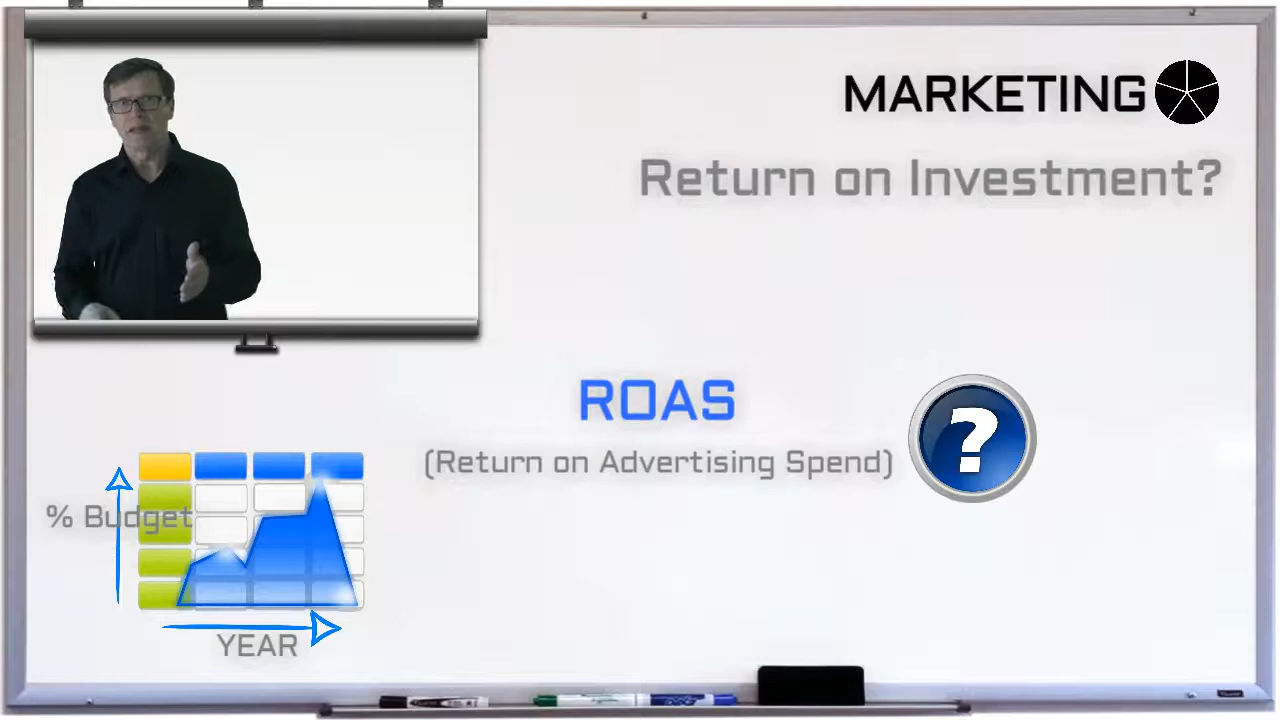 MARKETING
Return on Investment?
ROAS
(Return on Advertising Spend)
?
% Budget
YEAR